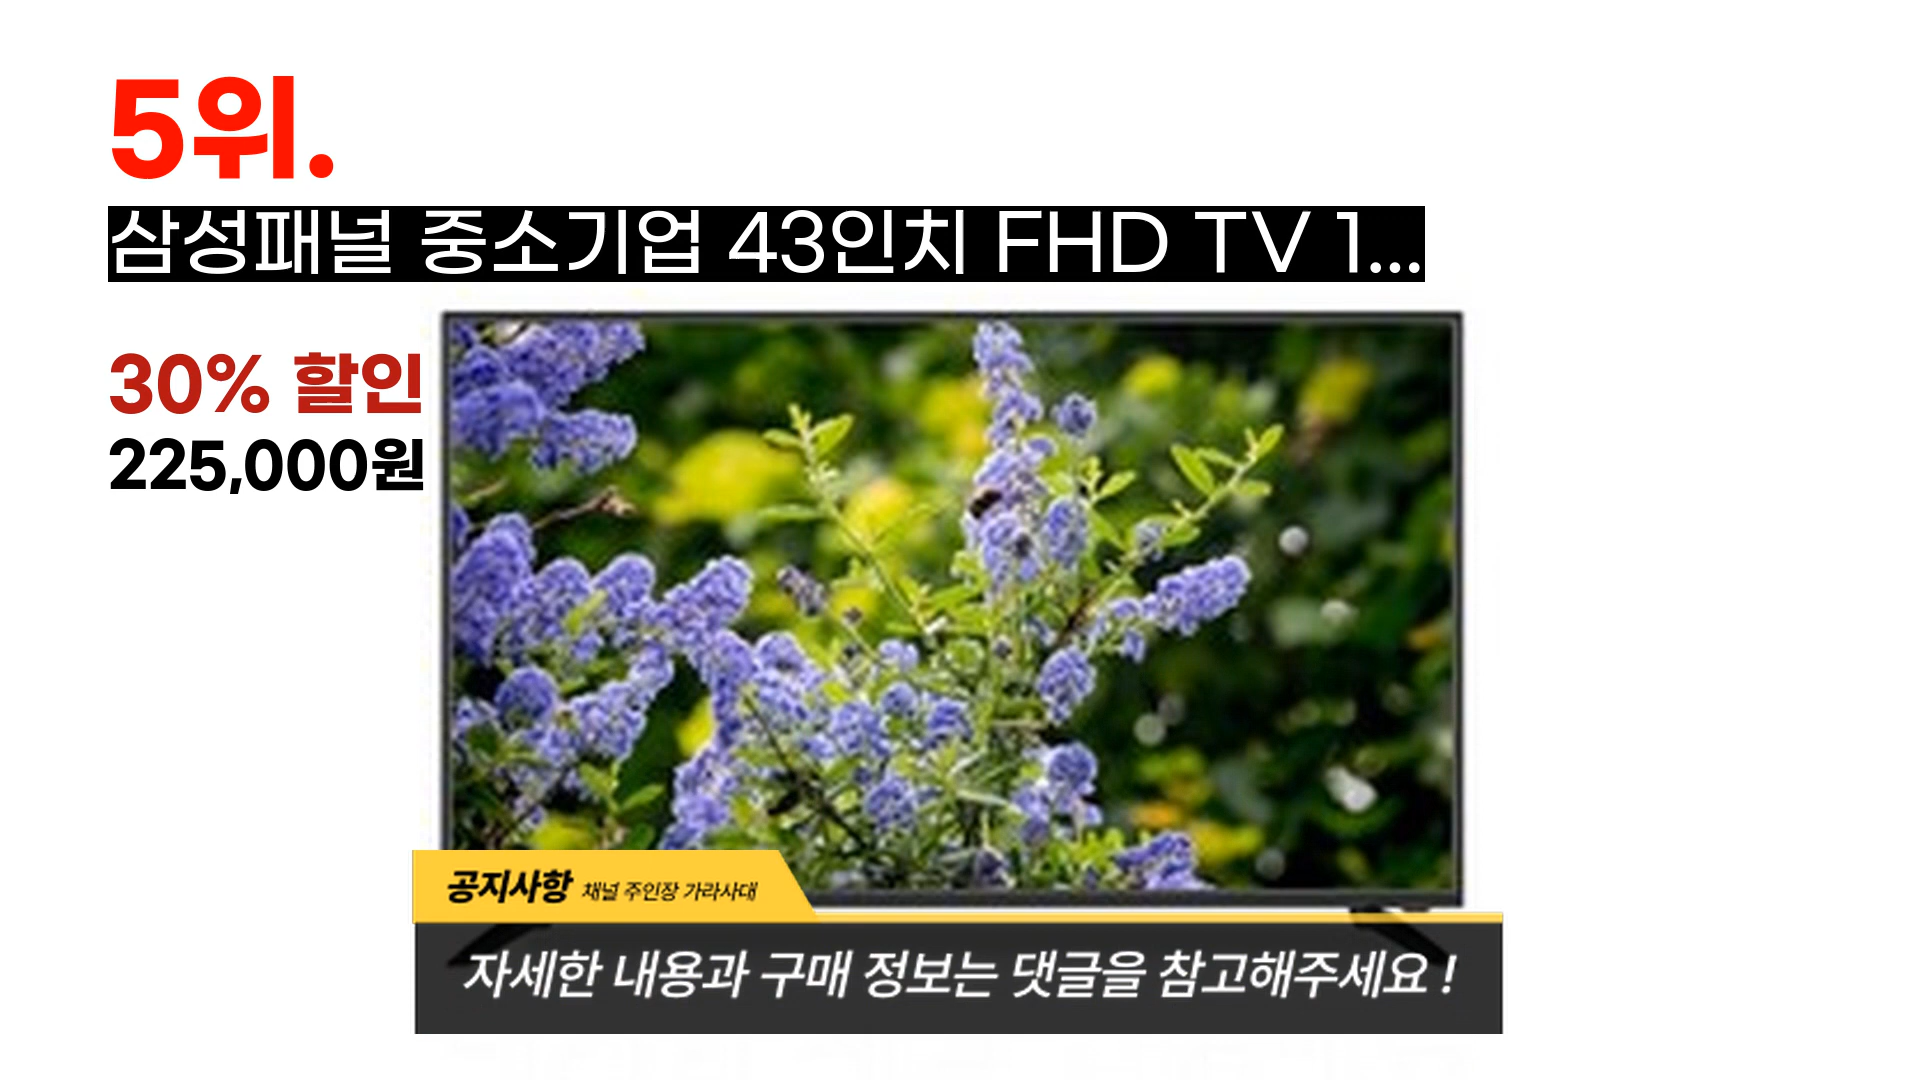 5위.
삼성패널 중소기업 43인치 FHD TV 1...
30% 할인
225,000원
공지사항 채널 주인장 가라사대
자세한 내용과 구매 정보는 댓글을 참고해주세요 !